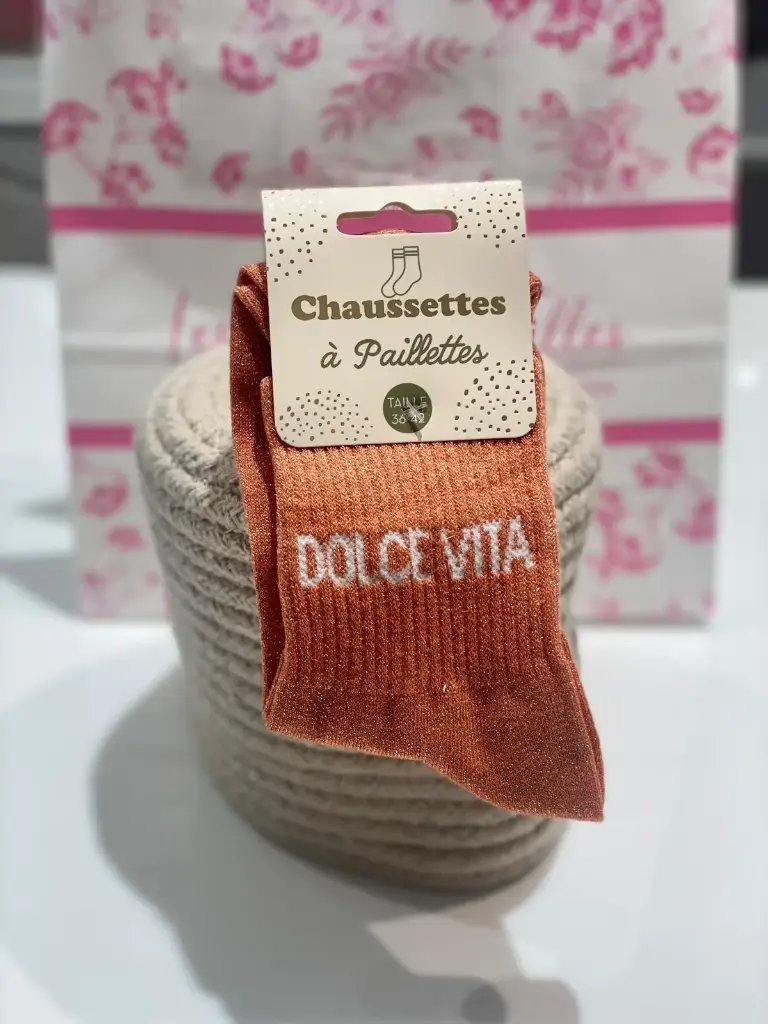 Chaussettes
à Paillettes
TAILLE
36 42
DOLCE VITA